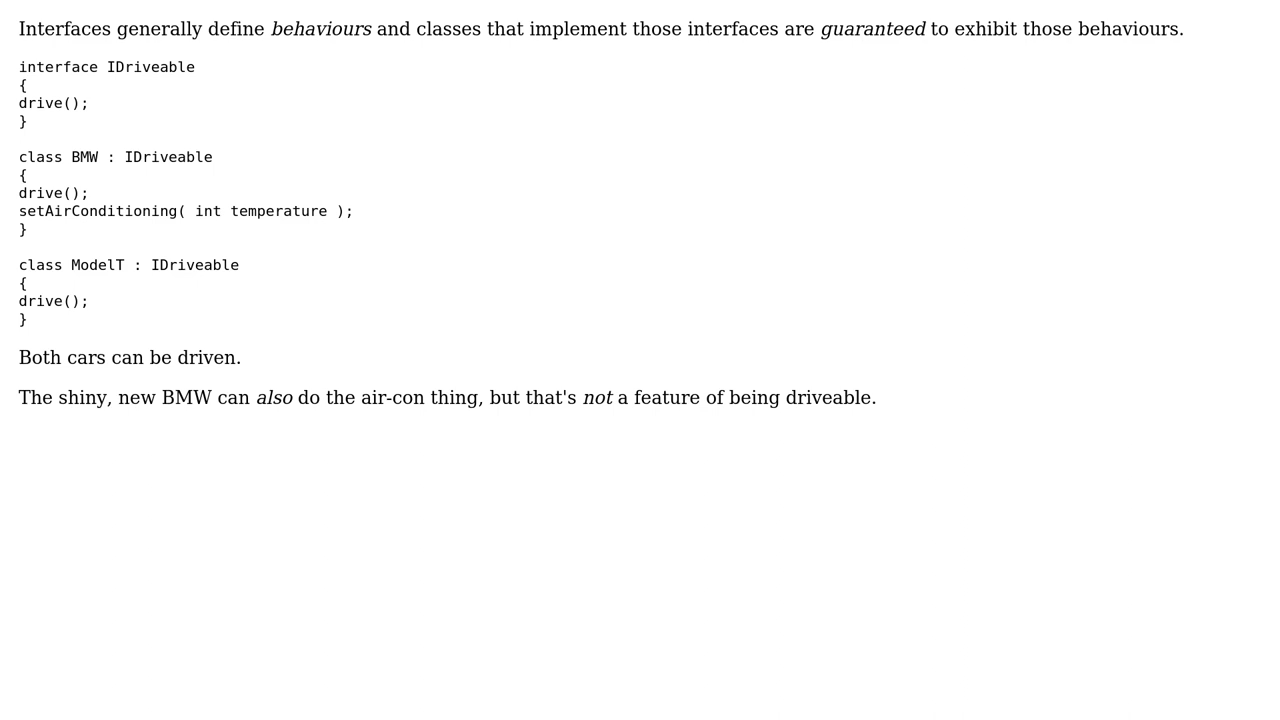 Interfaces generally define behaviours and classes that implement those interfaces are guaranteed to exhibit those behaviours.
interface IDriveable
{
drive();
}
class BMW : IDriveable
{
drive();
setAirConditioning( int temperature );
}
class ModelT : IDriveable
{
drive();
}
Both cars can be driven.
The shiny, new BMW can also do the air-con thing, but that's not a feature of being driveable.